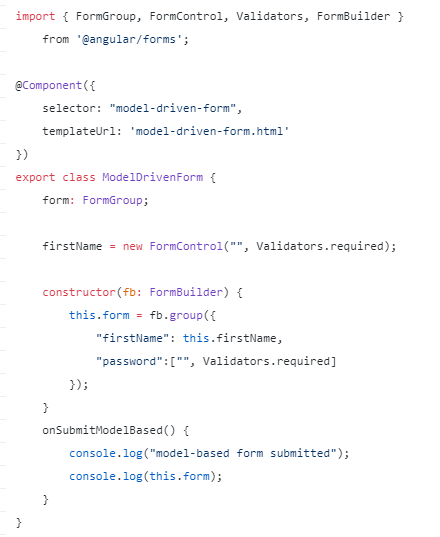 import { FormGroup, FormControl, Validators, FormBuilder }
    from '@angular/forms';

@Component({
    selector: "model-driven-form",
    templateUrl: 'model-driven-form.html'
})
export class ModelDrivenForm {
    form: FormGroup;

    firstName = new FormControl("", Validators.required);

    constructor(fb: FormBuilder) {
        this.form = fb.group({
            "firstName": this.firstName,
            "password":["", Validators.required]
        });
    }
    onSubmitModelBased() {
        console.log("model-based form submitted");
        console.log(this.form);
    }
}